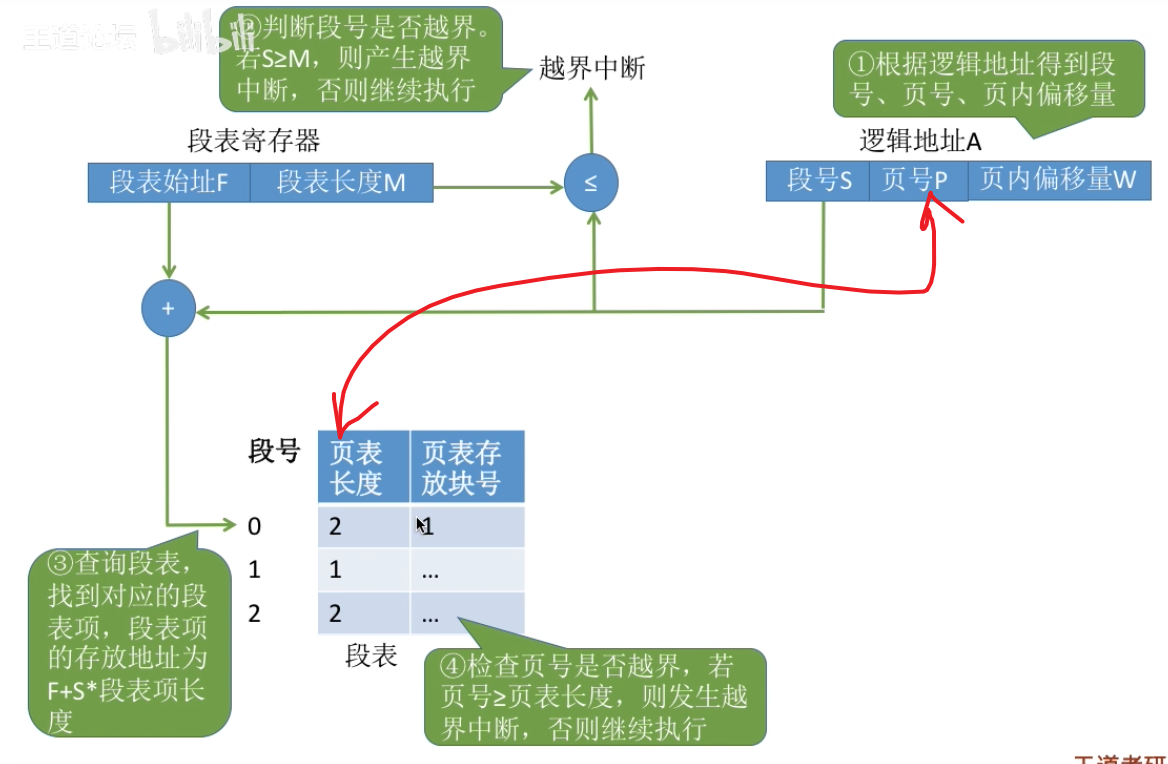 王道论坛 bilibili
②判断段号是否越界。
若S≥M，则产生越界
中断，否则继续执行
越界中断
①根据逻辑地址得到段
号、页号、页内偏移量
段表寄存器
逻辑地址A
段表始址F 段表长度M
≤
段号S 页号P 页内偏移量W
+
段号 页表长度 页表存放块号
0 2 1
1 1 ...
2 2 ...
段表
③查询段表，
找到对应的段
表项，段表项
的存放地址为
F+S*段表项长
度
④检查页号是否越界，若
页号≥页表长度，则发生越
界中断，否则继续执行